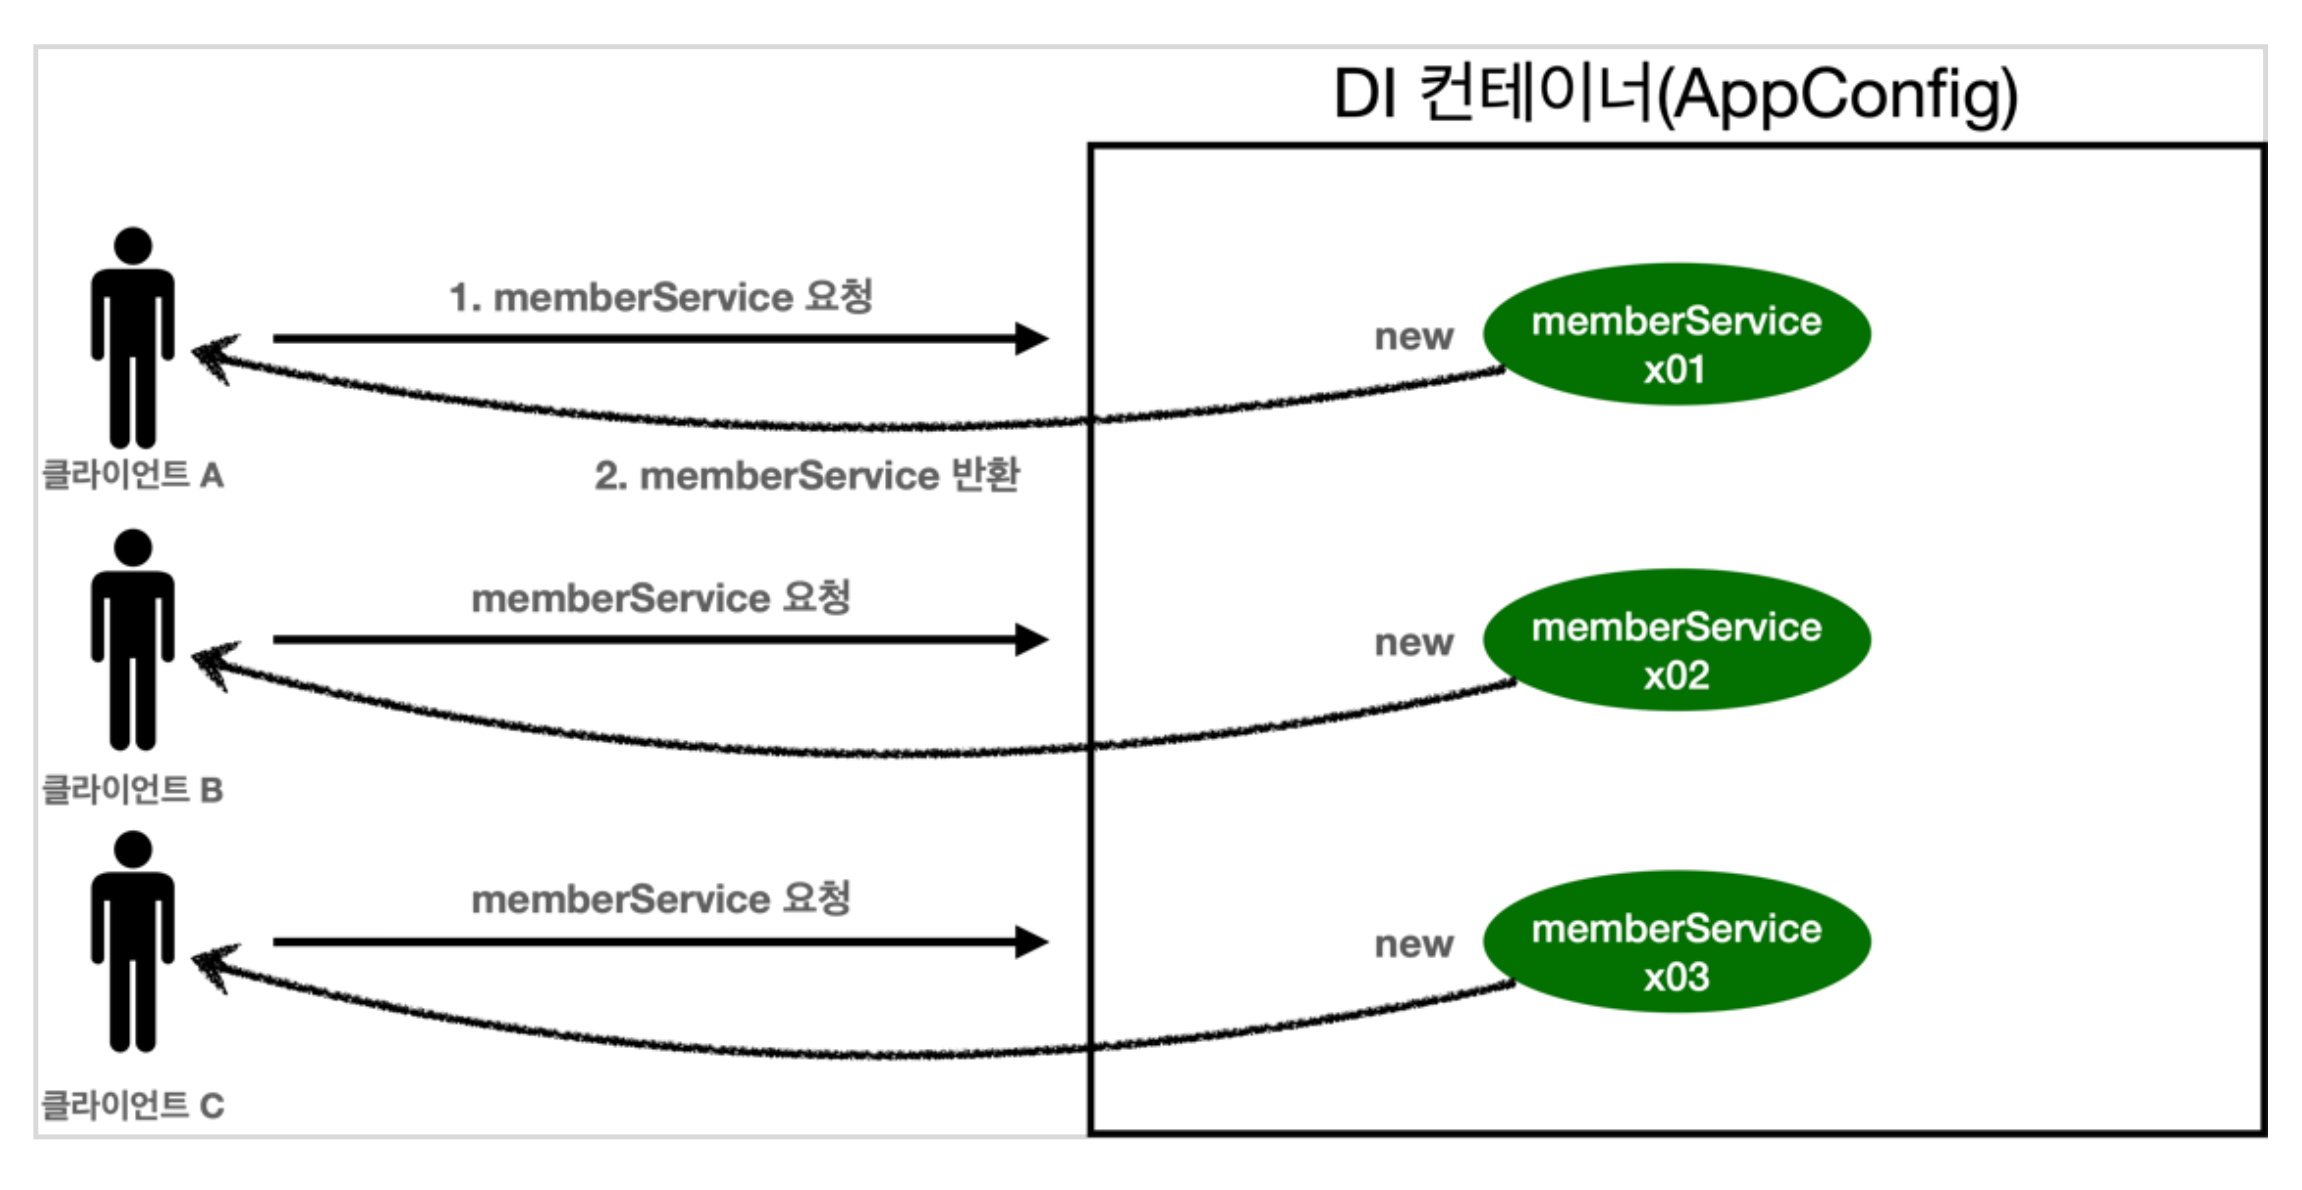 DI 컨테이너(AppConfig)
1. memberService 요청
new
memberService
x01
클라이언트 A
2. memberService 반환
memberService 요청
new
memberService
x02
클라이언트 B
memberService 요청
new
memberService
x03
클라이언트 C